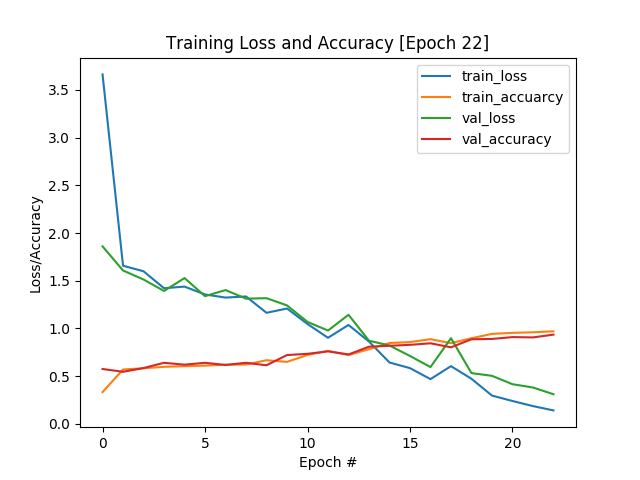 Training Loss and Accuracy [Epoch 22]
train_loss
train_accuarcy
val_loss
val_accuracy
Loss/Accuracy
3.5
3.0
2.5
2.0
1.5
1.0
0.5
0.0
0
5
10
15
20
Epoch #